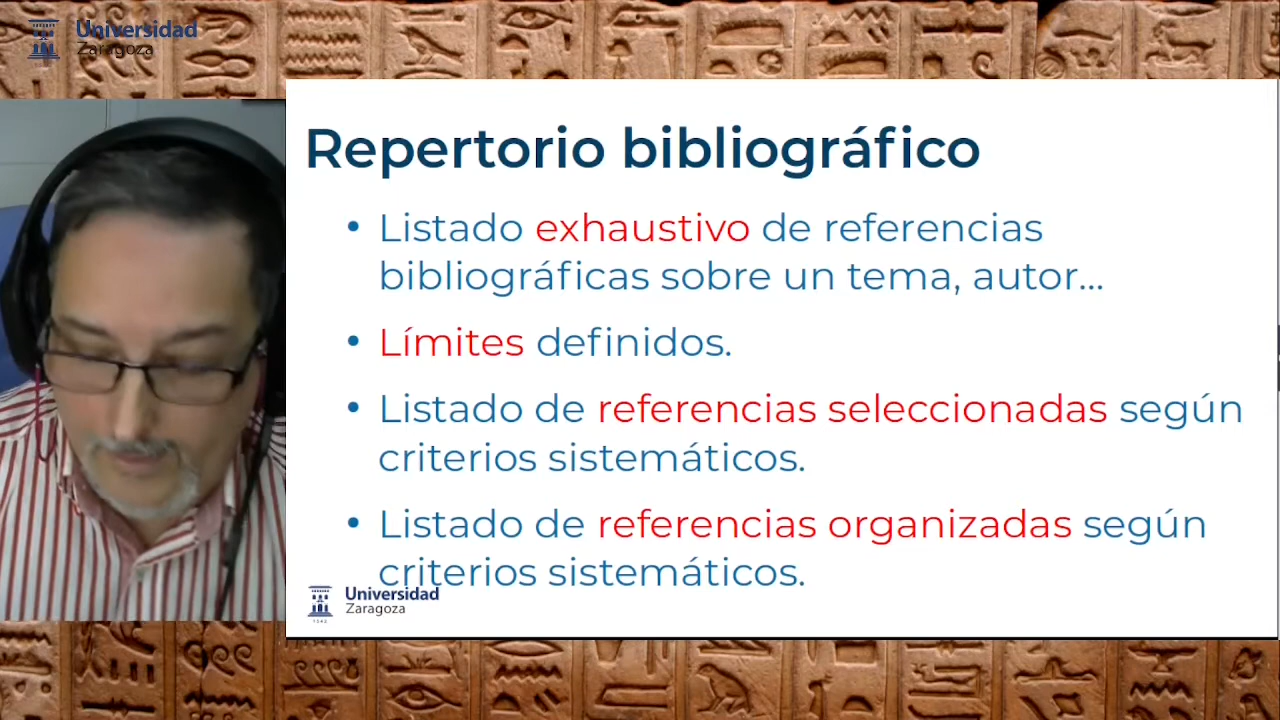 Universidad
Zaragoza
Repertorio bibliográfico
• Listado exhaustivo de referencias
bibliográficas sobre un tema, autor...
• Límites definidos.
• Listado de referencias seleccionadas según
criterios sistemáticos.
• Listado de referencias organizadas según
criterios sistemáticos.
Universidad
Zaragoza
1542